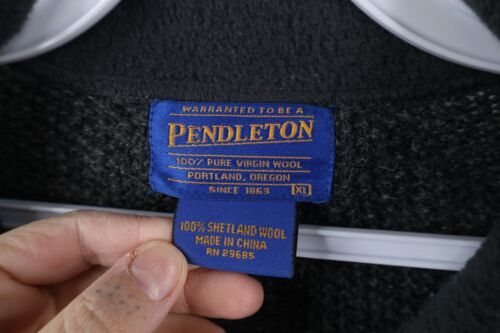 WARRANTED TO BE A
PENDLETON
100% PURE VIRGIN WOOL
PORTLAND, OREGON
SINCE 1863 XL
100% SHETLAND WOOL
MADE IN CHINA
RN 29685